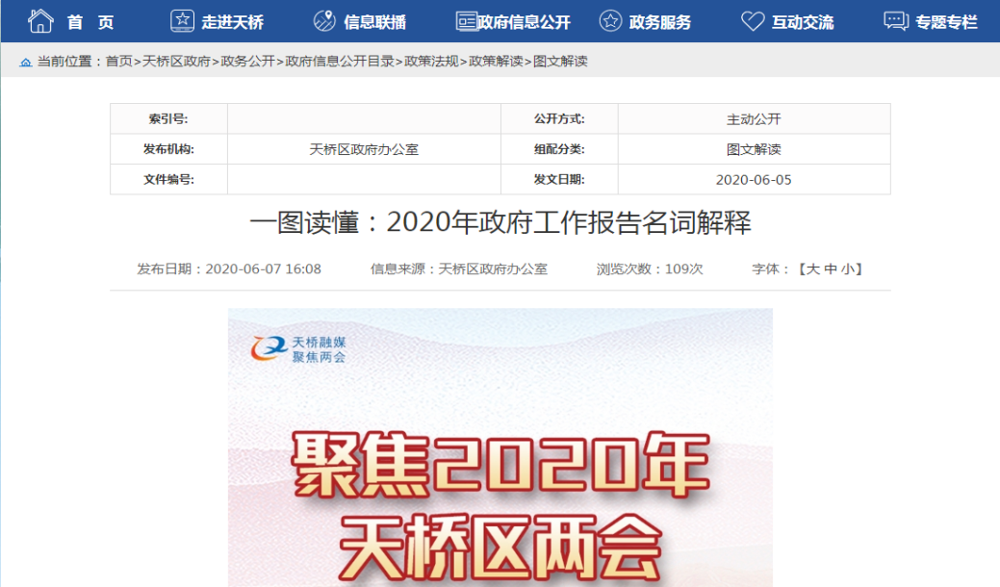 首 页 走进天桥 信息联播 政府信息公开 政务服务 互动交流 专题专栏
当前位置：首页>天桥区政府>政务公开>政府信息公开目录>政策法规>政策解读>图文解读
索引号: 公开方式: 主动公开
发布机构: 天桥区政府办公室 组配分类: 图文解读
文件编号: 发文日期: 2020-06-05
一图读懂：2020年政府工作报告名词解释
发布日期：2020-06-07 16:08 信息来源：天桥区政府办公室 浏览次数：109次 字体：【大 中 小】
天桥融媒
聚焦两会
聚焦2020年
天桥区两会